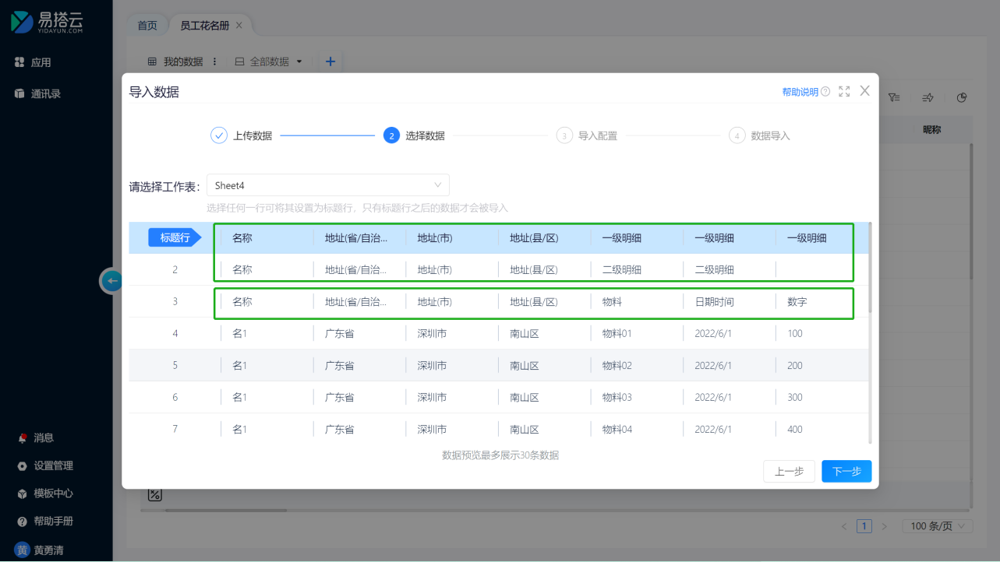 易搭云
YIDAYUN.COM
首页
员工花名册
应用
通讯录
我的数据
全部数据
昵称
导入数据
帮助说明
上传数据
2 选择数据
3 导入配置
4 数据导入
请选择工作表:
Sheet4
选择任何一行可将其设置为标题行，只有标题行之后的数据才会被导入
标题行 名称 地址(省/自治... 地址(市) 地址(县/区) 一级明细 一级明细 一级明细
2 名称 地址(省/自治... 地址(市) 地址(县/区) 二级明细 二级明细
3 名称 地址(省/自治... 地址(市) 地址(县/区) 物料 日期时间 数字
4 名1 广东省 深圳市 南山区 物料01 2022/6/1 100
5 名1 广东省 深圳市 南山区 物料02 2022/6/1 200
6 名1 广东省 深圳市 南山区 物料03 2022/6/1 300
7 名1 广东省 深圳市 南山区 物料04 2022/6/1 400
数据预览最多展示30条数据
上一步
下一步
消息
设置管理
模板中心
帮助手册
黄 黄勇清
1
100 条/页